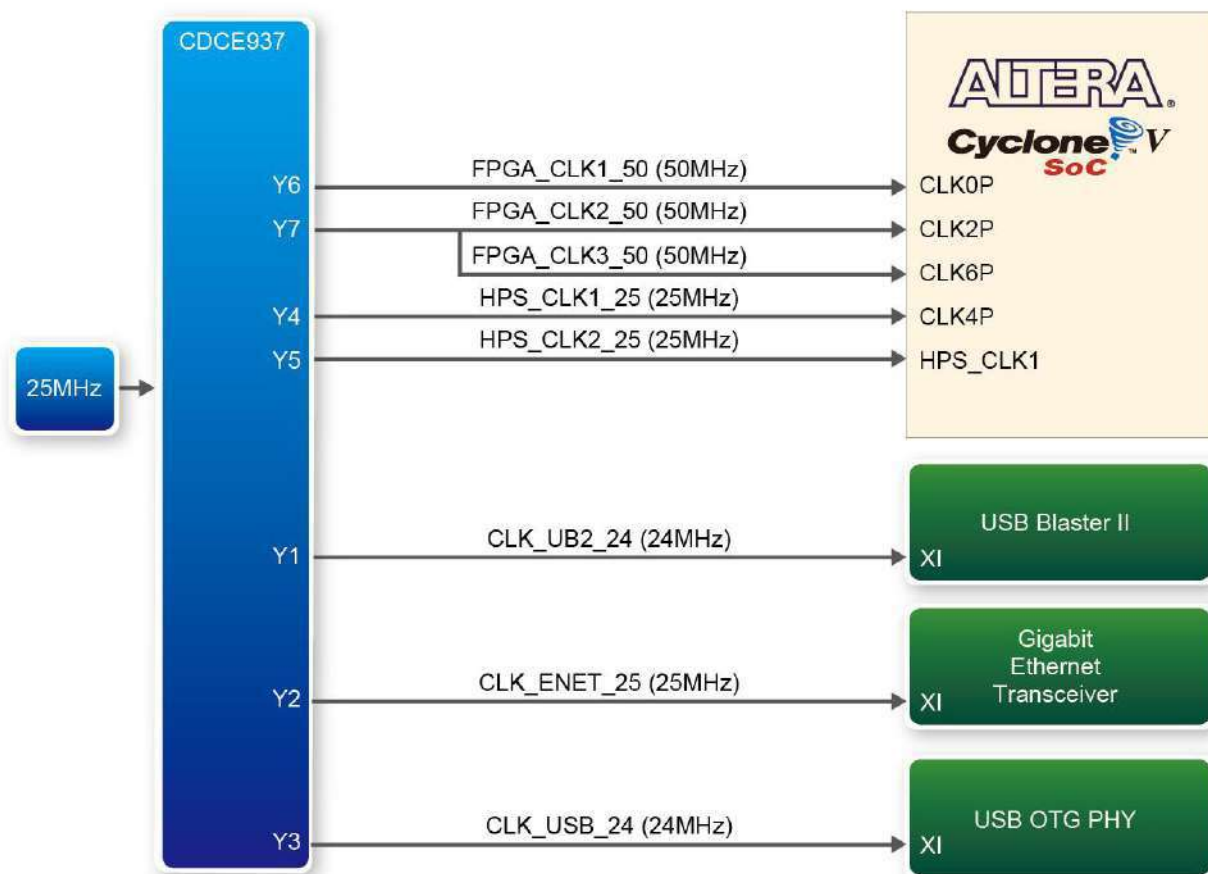 CDCE937
ALTERA®
Cyclone™ V
SoC
Y6
FPGA_CLK1_50 (50MHz)
CLK0P
Y7
FPGA_CLK2_50 (50MHz)
CLK2P
FPGA_CLK3_50 (50MHz)
CLK6P
Y4
HPS_CLK1_25 (25MHz)
CLK4P
Y5
HPS_CLK2_25 (25MHz)
HPS_CLK1
25MHz
Y1
CLK_UB2_24 (24MHz)
USB Blaster II
XI
Y2
CLK_ENET_25 (25MHz)
Gigabit
Ethernet
Transceiver
XI
Y3
CLK_USB_24 (24MHz)
USB OTG PHY
XI